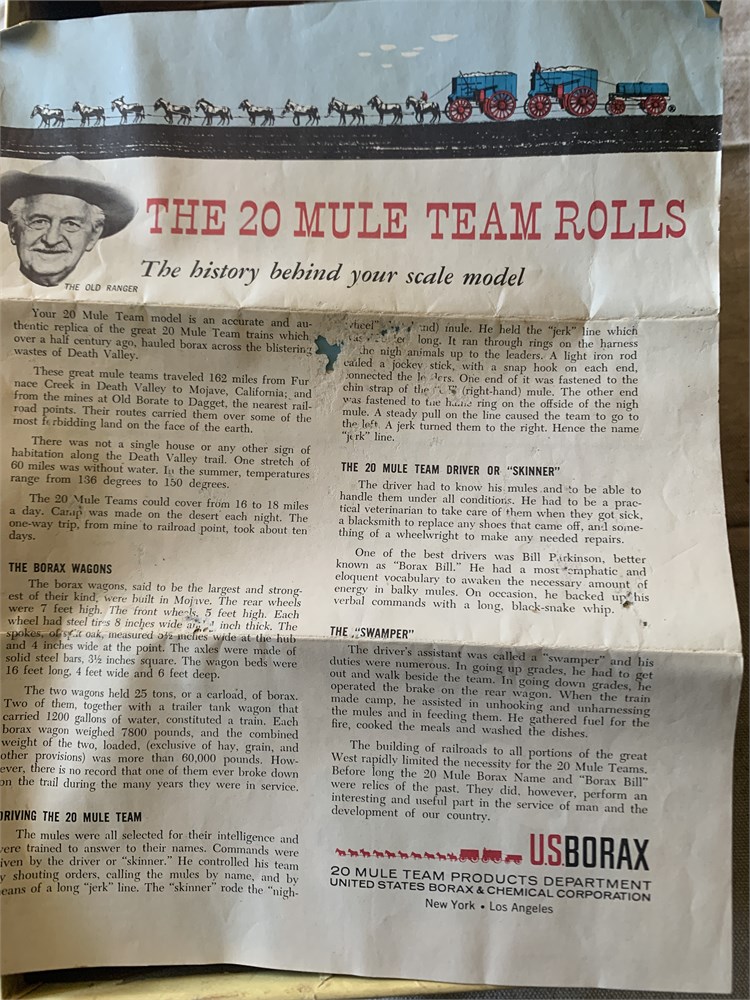 ®
THE OLD RANGER
THE 20 MULE TEAM ROLLS
The history behind your scale model
Your 20 Mule Team model is an accurate and au-
thentic replica of the great 20 Mule Team trains which,
over a half century ago, hauled borax across the blistering
wastes of Death Valley.
These great mule teams traveled 162 miles from Fur
nace Creek in Death Valley to Mojave, California; and
from the mines at Old Borate to Dagget, the nearest rail-
road points. Their routes carried them over some of the
most forbidding land on the face of the earth.
There was not a single house or any other sign of
habitation along the Death Valley trail. One stretch of
60 miles was without water. In the summer, temperatures
range from 136 degrees to 150 degrees.
The 20 Mule Teams could cover from 16 to 18 miles
a day. Camp was made on the desert each night. The
one-way trip, from mine to railroad point, took about ten
days.
THE BORAX WAGONS
The borax wagons, said to be the largest and strong-
est of their kind, were built in Mojave. The rear wheels
were 7 feet high. The front wheels, 5 feet high. Each
wheel had steel tires 8 inches wide and 1 inch thick. The
spokes, of split oak, measured 5½ inches wide at the hub
and 4 inches wide at the point. The axles were made of
solid steel bars, 3½ inches square. The wagon beds were
16 feet long, 4 feet wide and 6 feet deep.
The two wagons held 25 tons, or a carload, of borax.
Two of them, together with a trailer tank wagon that
carried 1200 gallons of water, constituted a train. Each
borax wagon weighed 7800 pounds, and the combined
weight of the two, loaded, (exclusive of hay, grain, and
other provisions) was more than 60,000 pounds. How-
ever, there is no record that one of them ever broke down
on the trail during the many years they were in service.
DRIVING THE 20 MULE TEAM
The mules were all selected for their intelligence and
were trained to answer to their names. Commands were
given by the driver or "skinner." He controlled his team
by shouting orders, calling the mules by name, and by
means of a long "jerk" line. The "skinner" rode the "nigh-
wheel" mule. He held the "jerk" line which
long. It ran through rings on the harness
the nigh animals up to the leaders. A light iron rod
called a jockey stick, with a snap hook on each end,
connected the leaders. One end of it was fastened to the
chin strap of the (right-hand) mule. The other end
was fastened to the hame ring on the offside of the nigh
mule. A steady pull on the line caused the team to go to
the left. A jerk turned them to the right. Hence the name
"jerk" line.
THE 20 MULE TEAM DRIVER OR "SKINNER"
The driver had to know his mules and to be able to
handle them under all conditions. He had to be a prac-
tical veterinarian to take care of them when they got sick,
a blacksmith to replace any shoes that came off, and some-
thing of a wheelwright to make any needed repairs.
One of the best drivers was Bill Parkinson, better
known as "Borax Bill." He had a most emphatic and
eloquent vocabulary to awaken the necessary amount of
energy in balky mules. On occasion, he backed up his
verbal commands with a long, black-snake whip.
THE "SWAMPER"
The driver's assistant was called a "swamper" and his
duties were numerous. In going up grades, he had to get
out and walk beside the team. In going down grades, he
operated the brake on the rear wagon. When the train
made camp, he assisted in unhooking and unharnessing
the mules and in feeding them. He gathered fuel for the
fire, cooked the meals and washed the dishes.
The building of railroads to all portions of the great
West rapidly limited the necessity for the 20 Mule Teams.
Before long the 20 Mule Borax Name and "Borax Bill"
were relics of the past. They did, however, perform an
interesting and useful part in the service of man and the
development of our country.
U.S.BORAX
20 MULE TEAM PRODUCTS DEPARTMENT
UNITED STATES BORAX & CHEMICAL CORPORATION
New York • Los Angeles